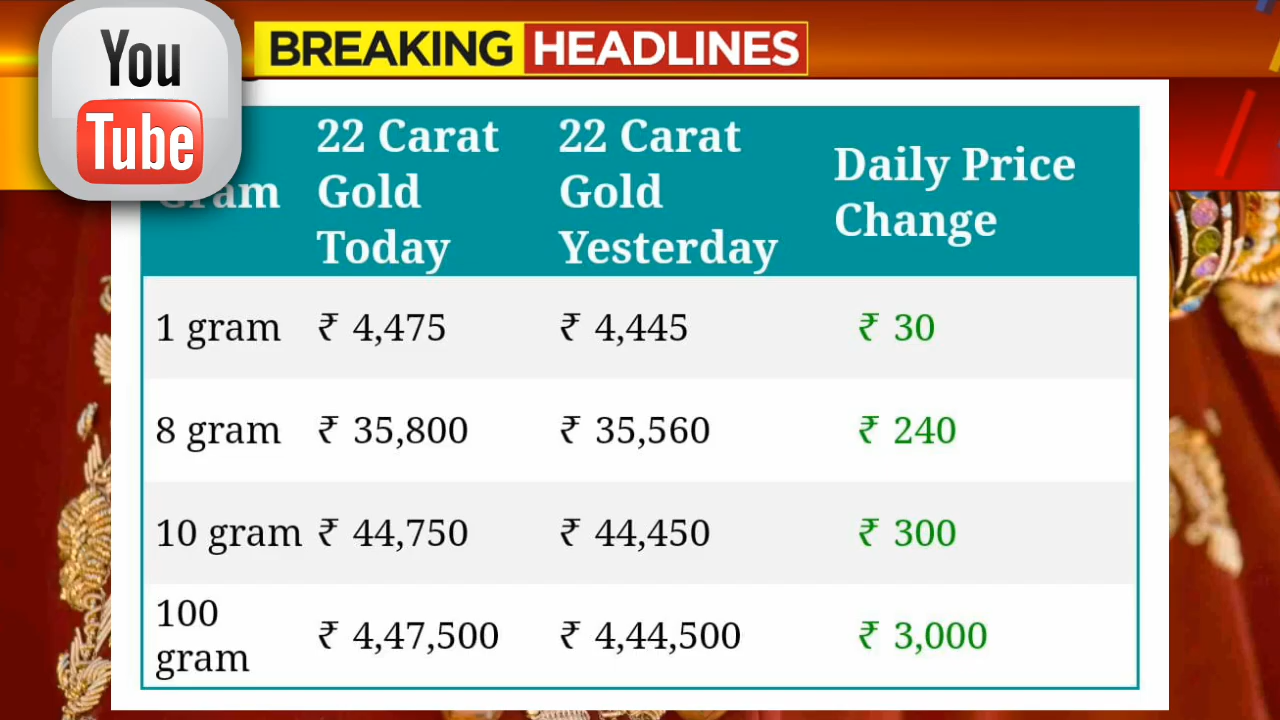 You
Tube
BREAKING HEADLINES
Gram
22 Carat
Gold
Today
22 Carat
Gold
Yesterday
Daily Price
Change
1 gram ₹ 4,475 ₹ 4,445 ₹ 30
8 gram ₹ 35,800 ₹ 35,560 ₹ 240
10 gram ₹ 44,750 ₹ 44,450 ₹ 300
100
gram ₹ 4,47,500 ₹ 4,44,500 ₹ 3,000